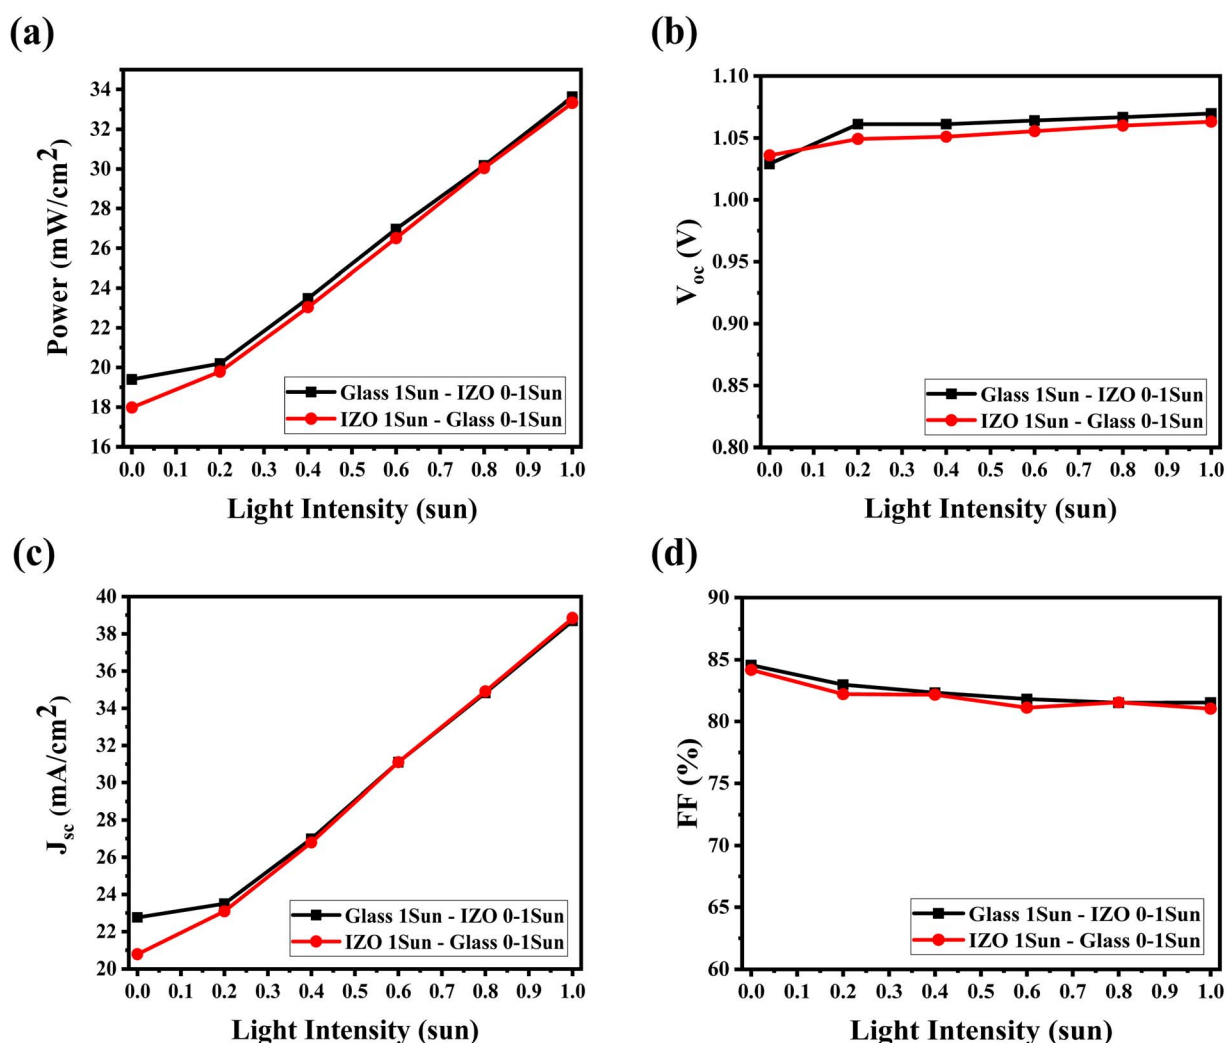 (a)
34
32
30
28
26
24
22
20
18
16
Power (mW/cm²)
Glass 1Sun - IZO 0-1Sun
IZO 1Sun - Glass 0-1Sun
0.0 0.1 0.2 0.3 0.4 0.5 0.6 0.7 0.8 0.9 1.0
Light Intensity (sun)
(b)
1.10
1.05
1.00
0.95
0.90
0.85
0.80
Voc (V)
Glass 1Sun - IZO 0-1Sun
IZO 1Sun - Glass 0-1Sun
0.0 0.1 0.2 0.3 0.4 0.5 0.6 0.7 0.8 0.9 1.0
Light Intensity (sun)
(c)
40
38
36
34
32
30
28
26
24
22
20
Jsc (mA/cm²)
Glass 1Sun - IZO 0-1Sun
IZO 1Sun - Glass 0-1Sun
0.0 0.1 0.2 0.3 0.4 0.5 0.6 0.7 0.8 0.9 1.0
Light Intensity (sun)
(d)
90
85
80
75
70
65
60
FF (%)
Glass 1Sun - IZO 0-1Sun
IZO 1Sun - Glass 0-1Sun
0.0 0.1 0.2 0.3 0.4 0.5 0.6 0.7 0.8 0.9 1.0
Light Intensity (sun)